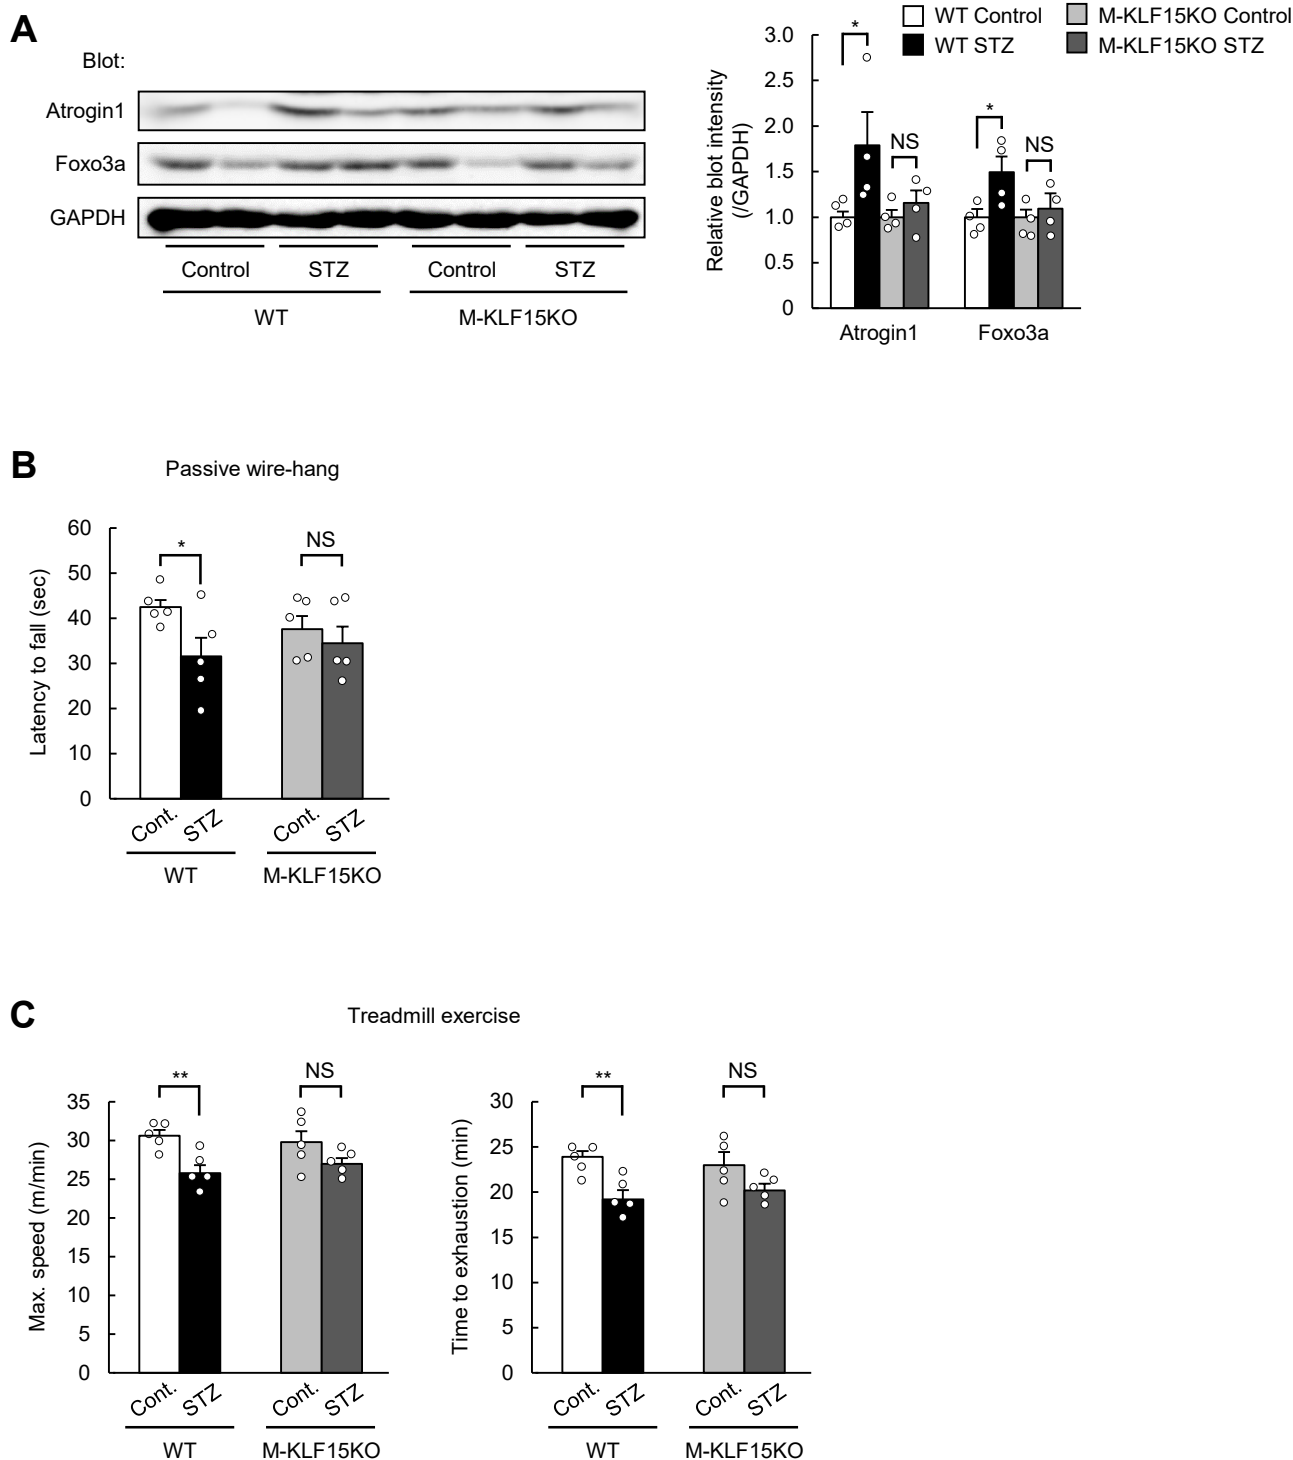 A
Blot:
Atrogin1
Foxo3a
GAPDH
Control STZ Control STZ
WT M-KLF15KO
WT Control M-KLF15KO Control
WT STZ M-KLF15KO STZ
Relative blot intensity
(/GAPDH)
3.0
2.5
2.0
1.5
1.0
0.5
0
* NS * NS
Atrogin1 Foxo3a
B
Passive wire-hang
Latency to fall (sec)
60
50
40
30
20
10
0
* NS
Cont. STZ Cont. STZ
WT M-KLF15KO
C
Treadmill exercise
Max. speed (m/min)
35
30
25
20
15
10
5
0
** NS
Cont. STZ Cont. STZ
WT M-KLF15KO
Time to exhaustion (min)
30
25
20
15
10
5
0
** NS
Cont. STZ Cont. STZ
WT M-KLF15KO